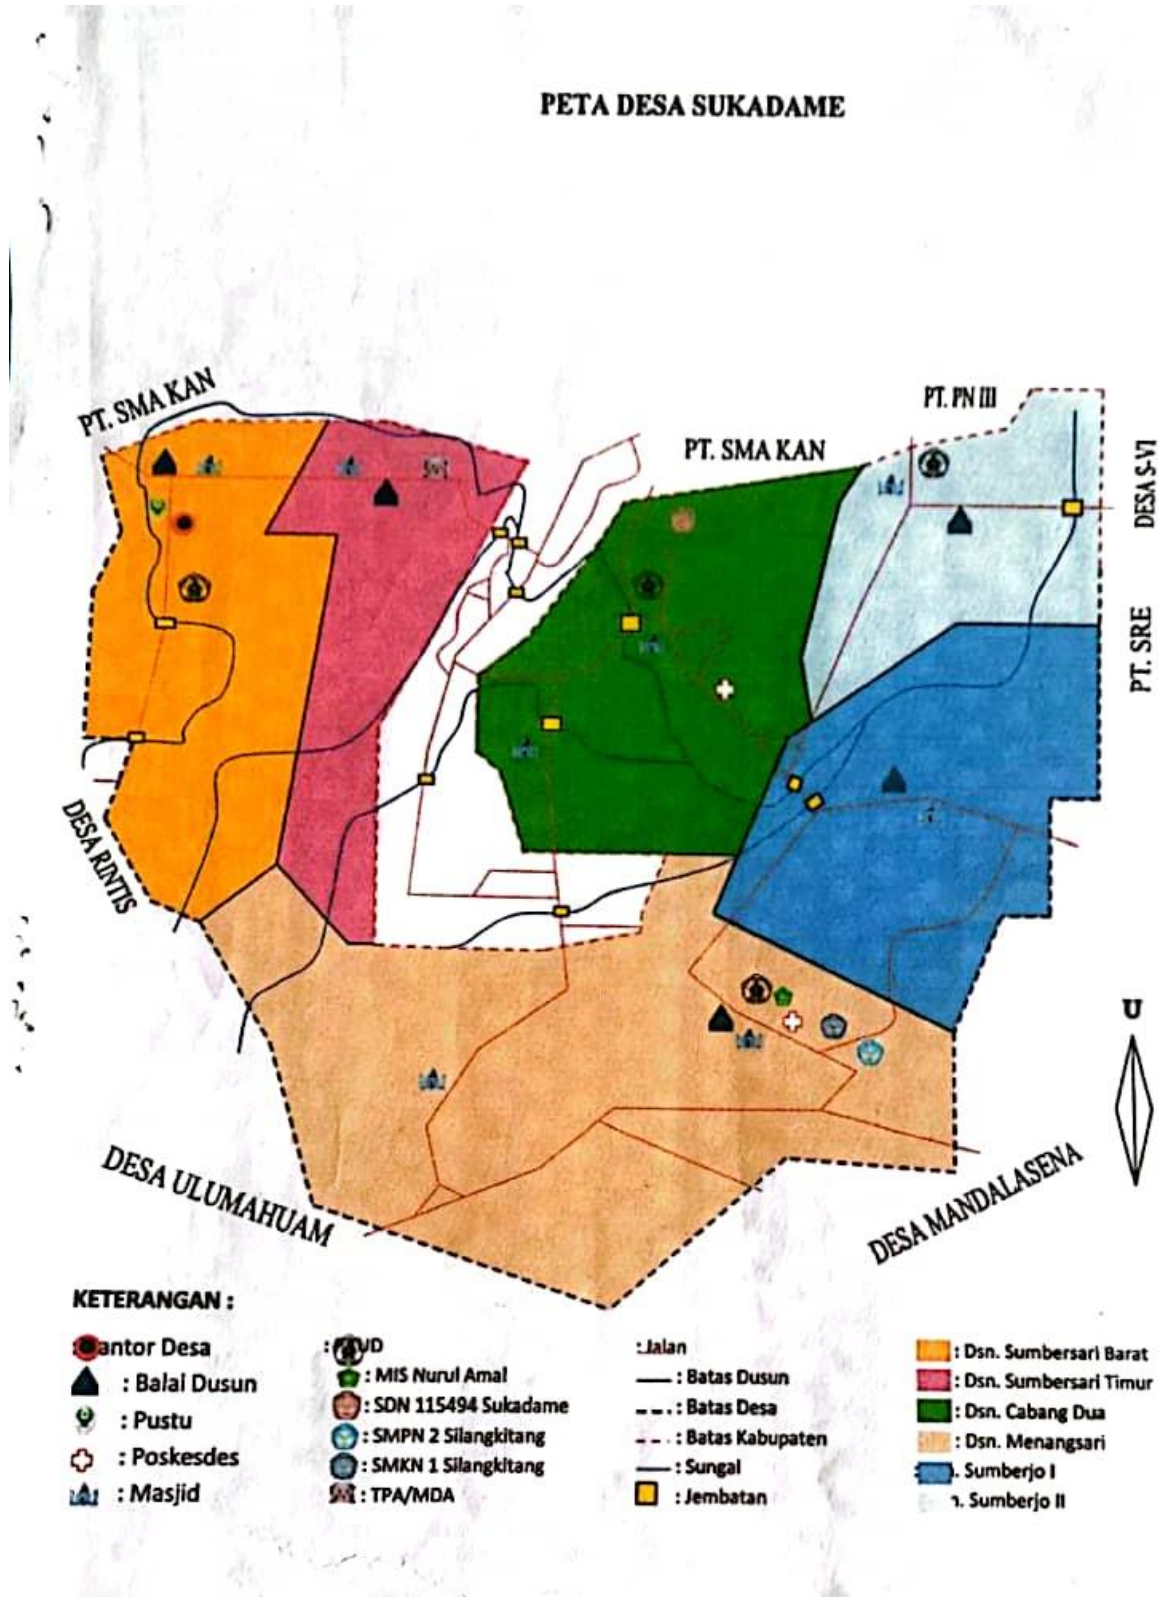 PETA DESA SUKADAME
PT. SMA KAN
PT. PN III
PT. SMA KAN
DESA S-VI
PT. SRE
DESA RINTIS
U
DESA ULUMAHUAM
DESA MANDALASENA
KETERANGAN :
: Kantor Desa
: Balai Dusun
: Pustu
: Poskesdes
: Masjid
: PAUD
: MIS Nurul Amal
: SDN 115494 Sukadame
: SMPN 2 Silangkitang
: SMKN 1 Silangkitang
: TPA/MDA
: Jalan
: Batas Dusun
: Batas Desa
: Batas Kabupaten
: Sungai
: Jembatan
: Dsn. Sumbersari Barat
: Dsn. Sumbersari Timur
: Dsn. Cabang Dua
: Dsn. Menangsari
. Sumberjo I
. Sumberjo II